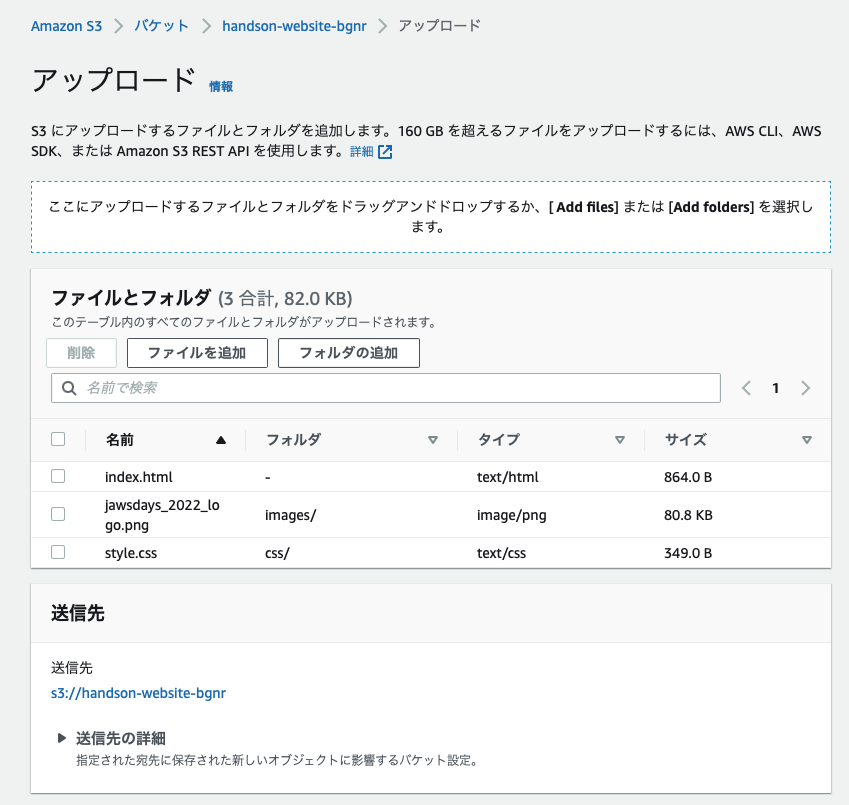 Amazon S3 > バケット > handson-website-bgnr > アップロード
アップロード 情報
S3 にアップロードするファイルとフォルダを追加します。160 GB を超えるファイルをアップロードするには、AWS CLI、AWS
SDK、または Amazon S3 REST API を使用します。詳細
ここにアップロードするファイルとフォルダをドラッグアンドドロップするか、[ Add files] または [Add folders] を選択し
ます。
ファイルとフォルダ (3 合計, 82.0 KB)
このテーブル内のすべてのファイルとフォルダがアップロードされます。
削除 ファイルを追加 フォルダの追加
名前で検索 1
名前 フォルダ タイプ サイズ
index.html - text/html 864.0 B
jawsdays_2022_lo
go.png images/ image/png 80.8 KB
style.css css/ text/css 349.0 B
送信先
送信先
s3://handson-website-bgnr
送信先の詳細
指定された宛先に保存された新しいオブジェクトに影響するバケット設定。